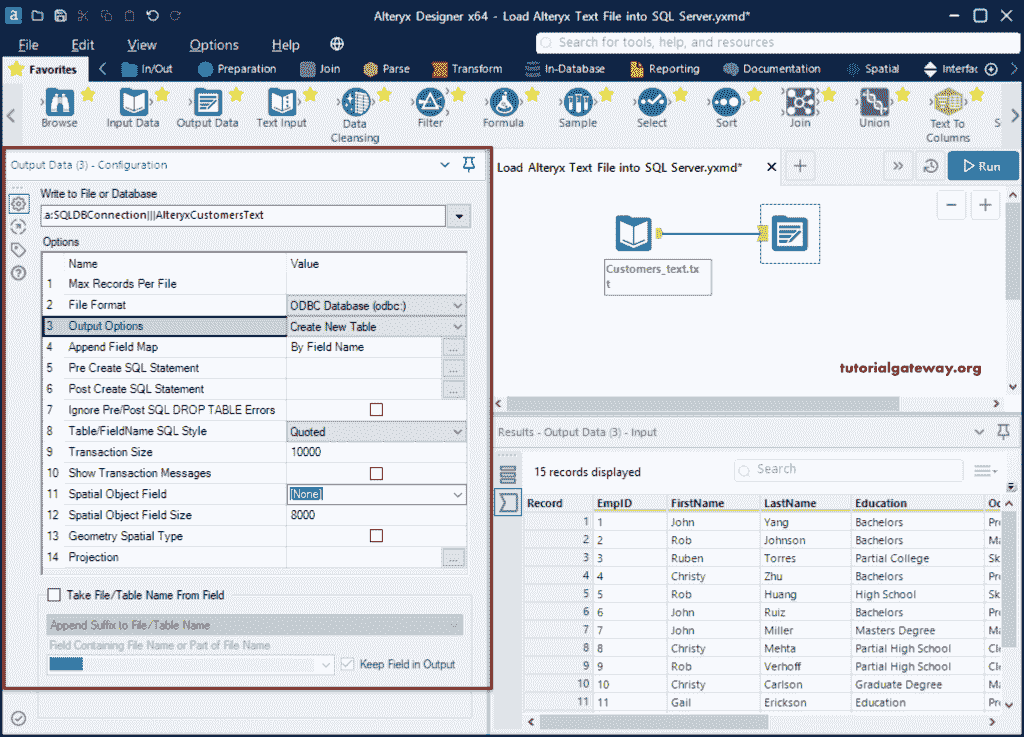 Alteryx Designer x64 - Load Alteryx Text File into SQL Server.yxmd*
File Edit View Options Help
Search for tools, help, and resources
Favorites In/Out Preparation Join Parse Transform In-Database Reporting Documentation Spatial Interfac
Browse Input Data Output Data Text Input Data Cleansing Filter Formula Sample Select Sort Join Union Text To Columns S
Output Data (3) - Configuration
Write to File or Database
a:SQLDBConnection|||AlteryxCustomersText
Options
Name Value
1 Max Records Per File
2 File Format ODBC Database (odbc:)
3 Output Options Create New Table
4 Append Field Map By Field Name ...
5 Pre Create SQL Statement ...
6 Post Create SQL Statement ...
7 Ignore Pre/Post SQL DROP TABLE Errors
8 Table/FieldName SQL Style Quoted
9 Transaction Size 10000
10 Show Transaction Messages
11 Spatial Object Field [None]
12 Spatial Object Field Size 8000
13 Geometry Spatial Type
14 Projection ...
Take File/Table Name From Field
Append Suffix to File/Table Name
Field Containing File Name or Part of File Name
Keep Field in Output
Load Alteryx Text File into SQL Server.yxmd*
Run
Customers_text.tx
t
tutorialgateway.org
Results - Output Data (3) - Input
15 records displayed
Search
Record EmpID FirstName LastName Education Oc
1 1 John Yang Bachelors Pr
2 2 Rob Johnson Bachelors Ma
3 3 Ruben Torres Partial College Sk
4 4 Christy Zhu Bachelors Pr
5 5 Rob Huang High School Sk
6 6 John Ruiz Bachelors Pr
7 7 John Miller Masters Degree Ma
8 8 Christy Mehta Partial High School Cle
9 9 Rob Verhoff Partial High School Cle
10 10 Christy Carlson Graduate Degree Ma
11 11 Gail Erickson Education Pr